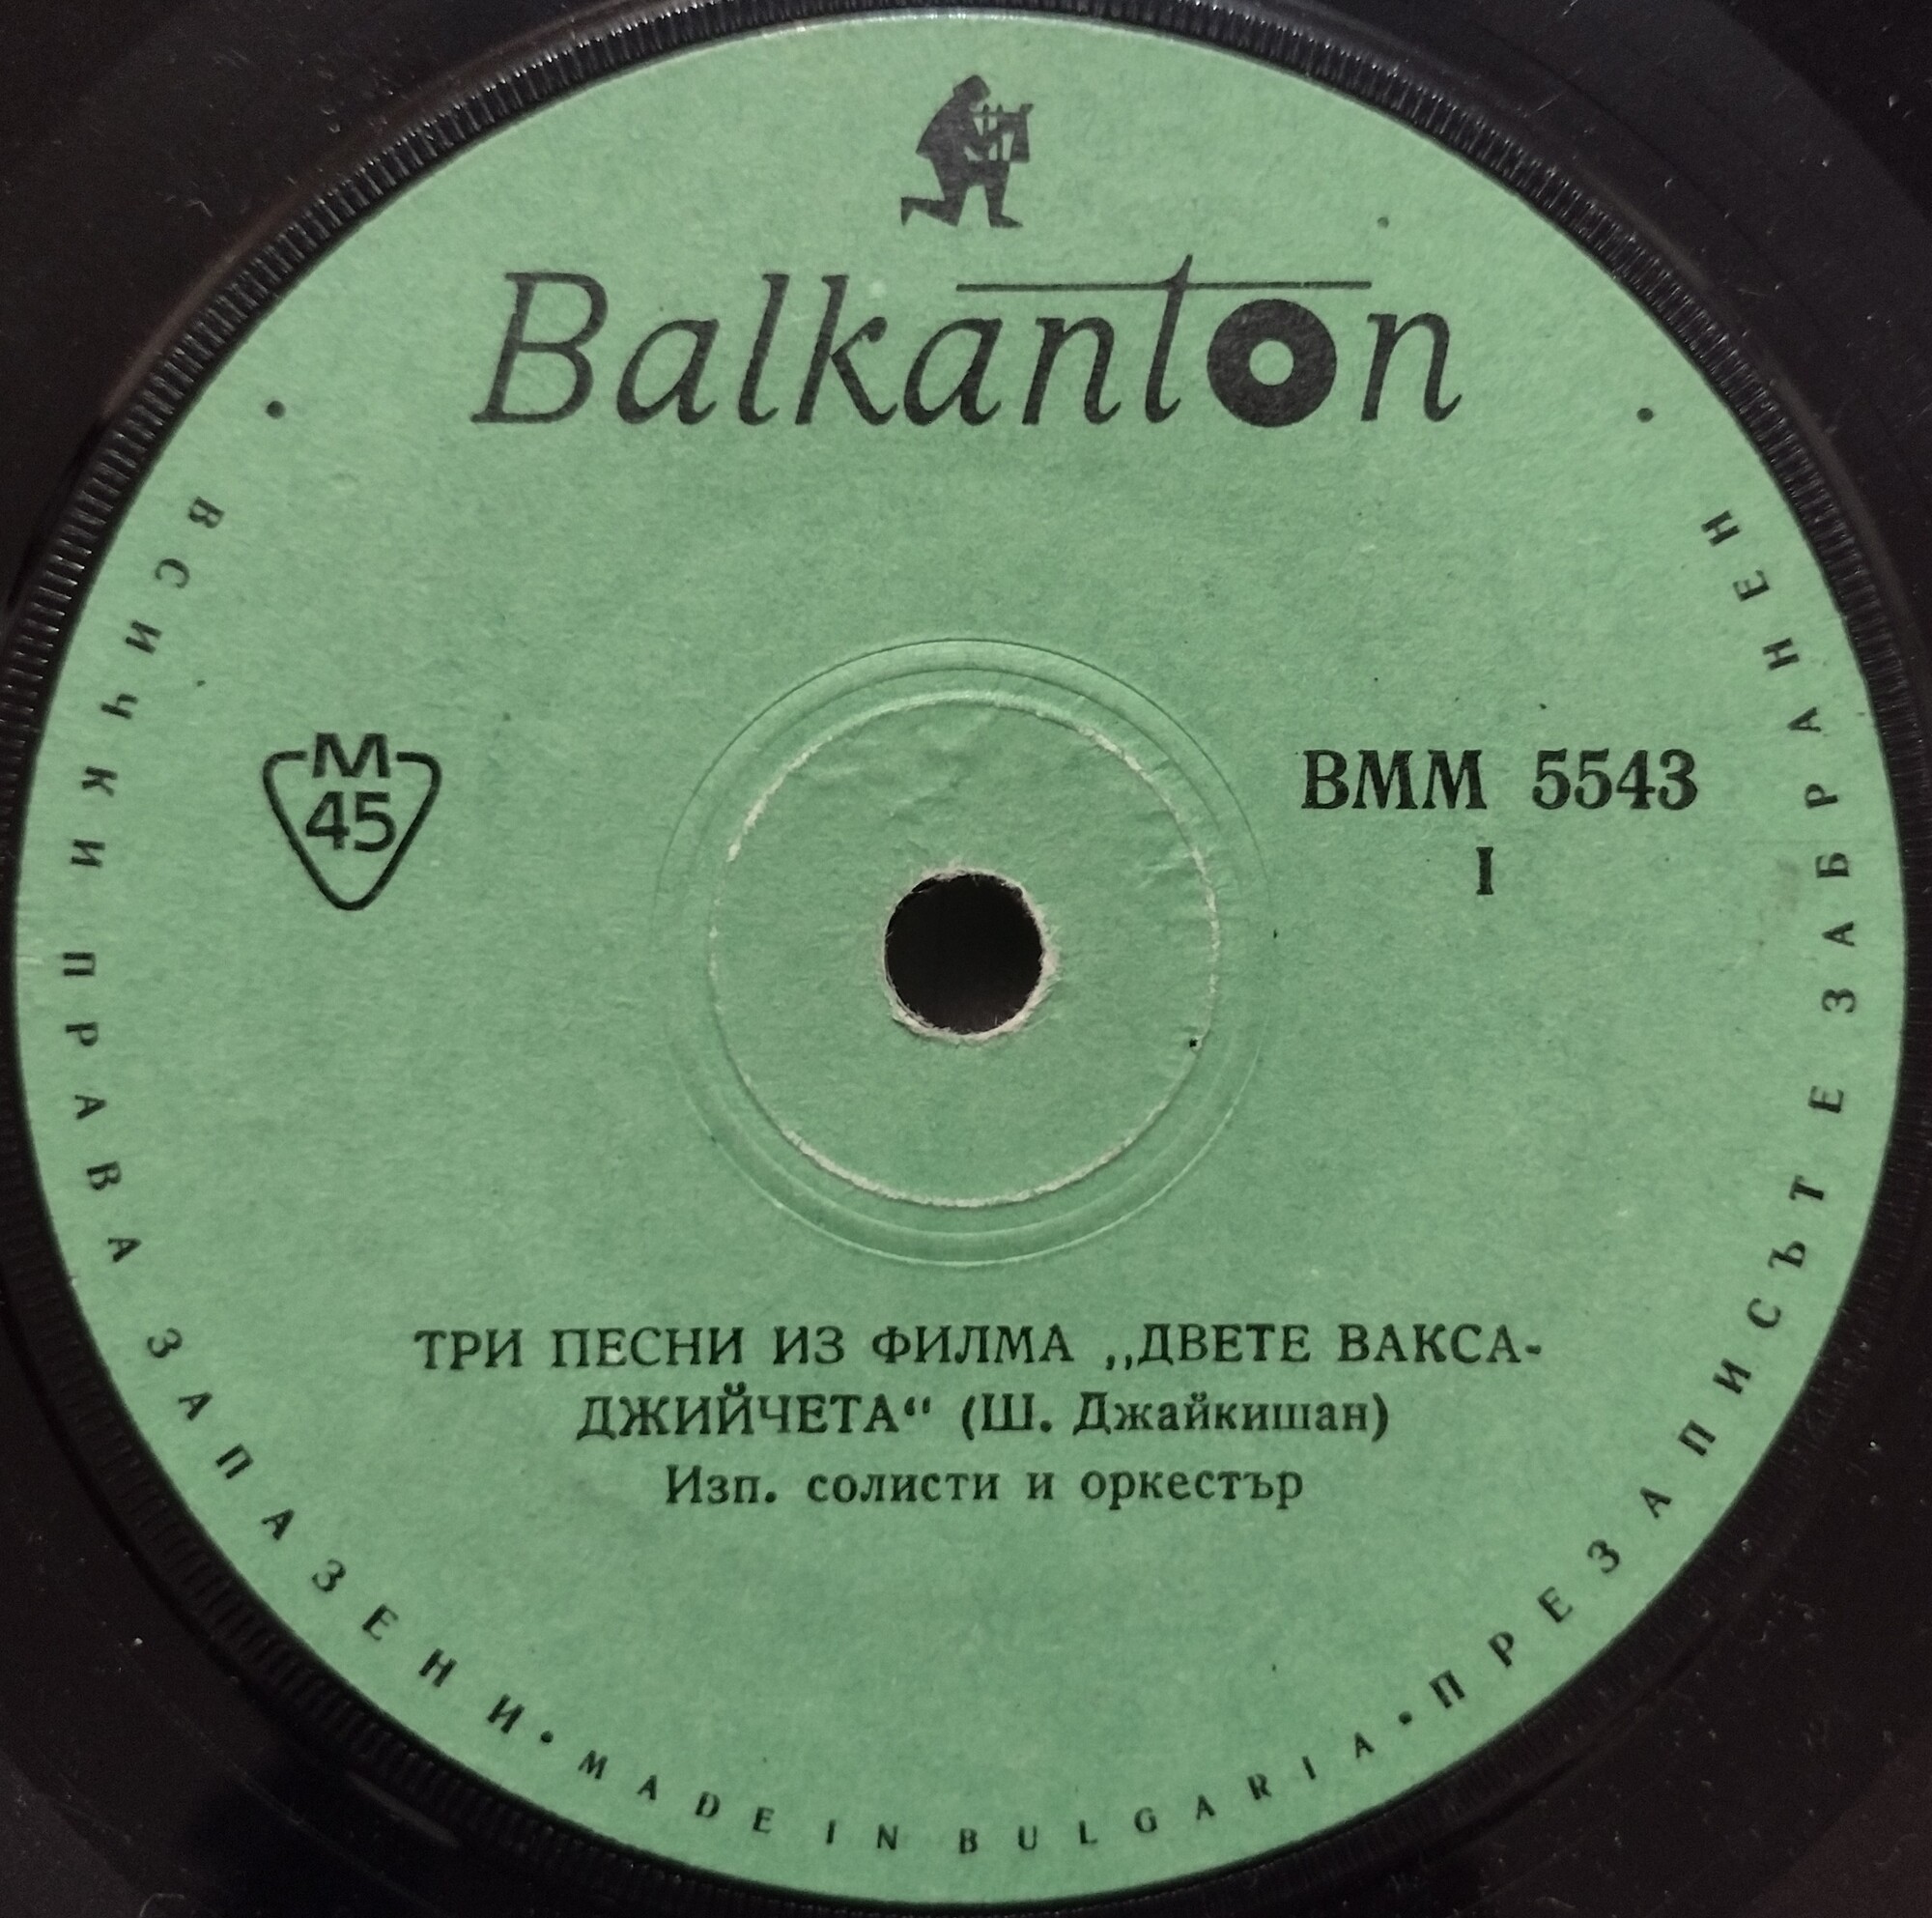 Balkanton
M
45
ВММ 5543
I
ТРИ ПЕСНИ ИЗ ФИЛМА „ДВЕТЕ ВАКСА-
ДЖИЙЧЕТА“ (Ш. Джайкишан)
Изп. солисти и оркестър
• ВСИЧКИ ПРАВА ЗАПАЗЕНИ • MADE IN BULGARIA • ПРЕЗАПИСЪТ Е ЗАБРАНЕН •